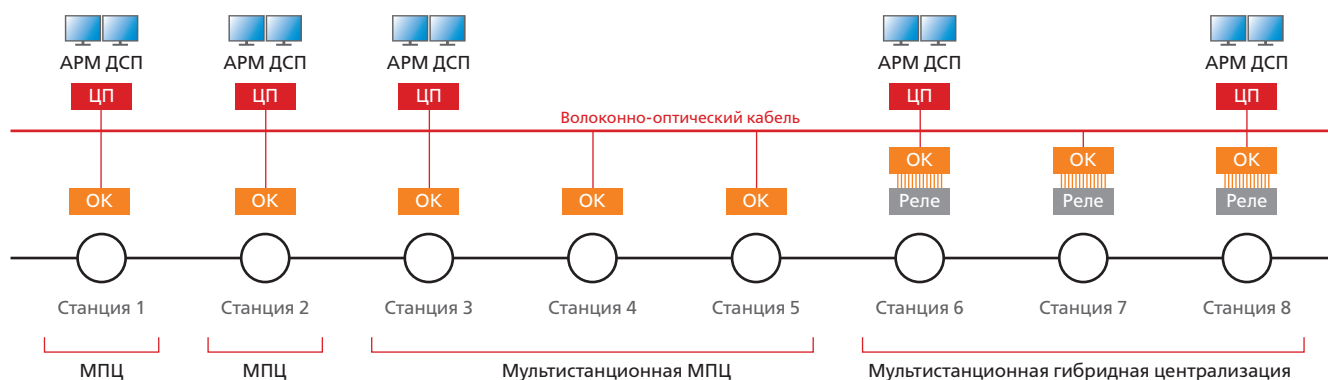 АРМ ДСП АРМ ДСП АРМ ДСП АРМ ДСП АРМ ДСП
ЦП ЦП ЦП ЦП ЦП
Волоконно-оптический кабель
ОК ОК ОК
ОК ОК ОК ОК ОК Реле Реле Реле
Станция 1 Станция 2 Станция 3 Станция 4 Станция 5 Станция 6 Станция 7 Станция 8
МПЦ МПЦ Мультистанционная МПЦ Мультистанционная гибридная централизация